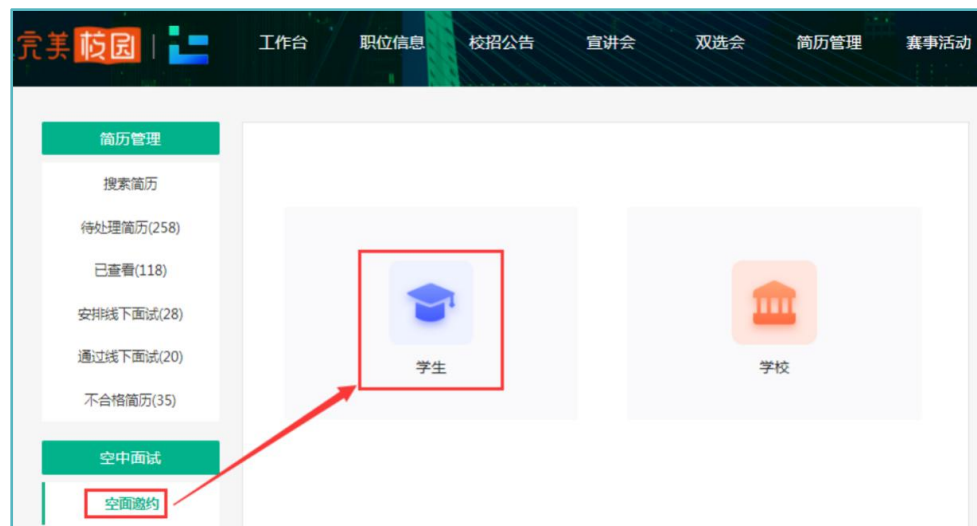 完美校园
工作台 职位信息 校招公告 宣讲会 双选会 简历管理 赛事活动
简历管理
搜索简历
待处理简历(258)
已查看(118)
安排线下面试(28)
通过线下面试(20)
不合格简历(35)
空中面试
空面邀约
学生 学校